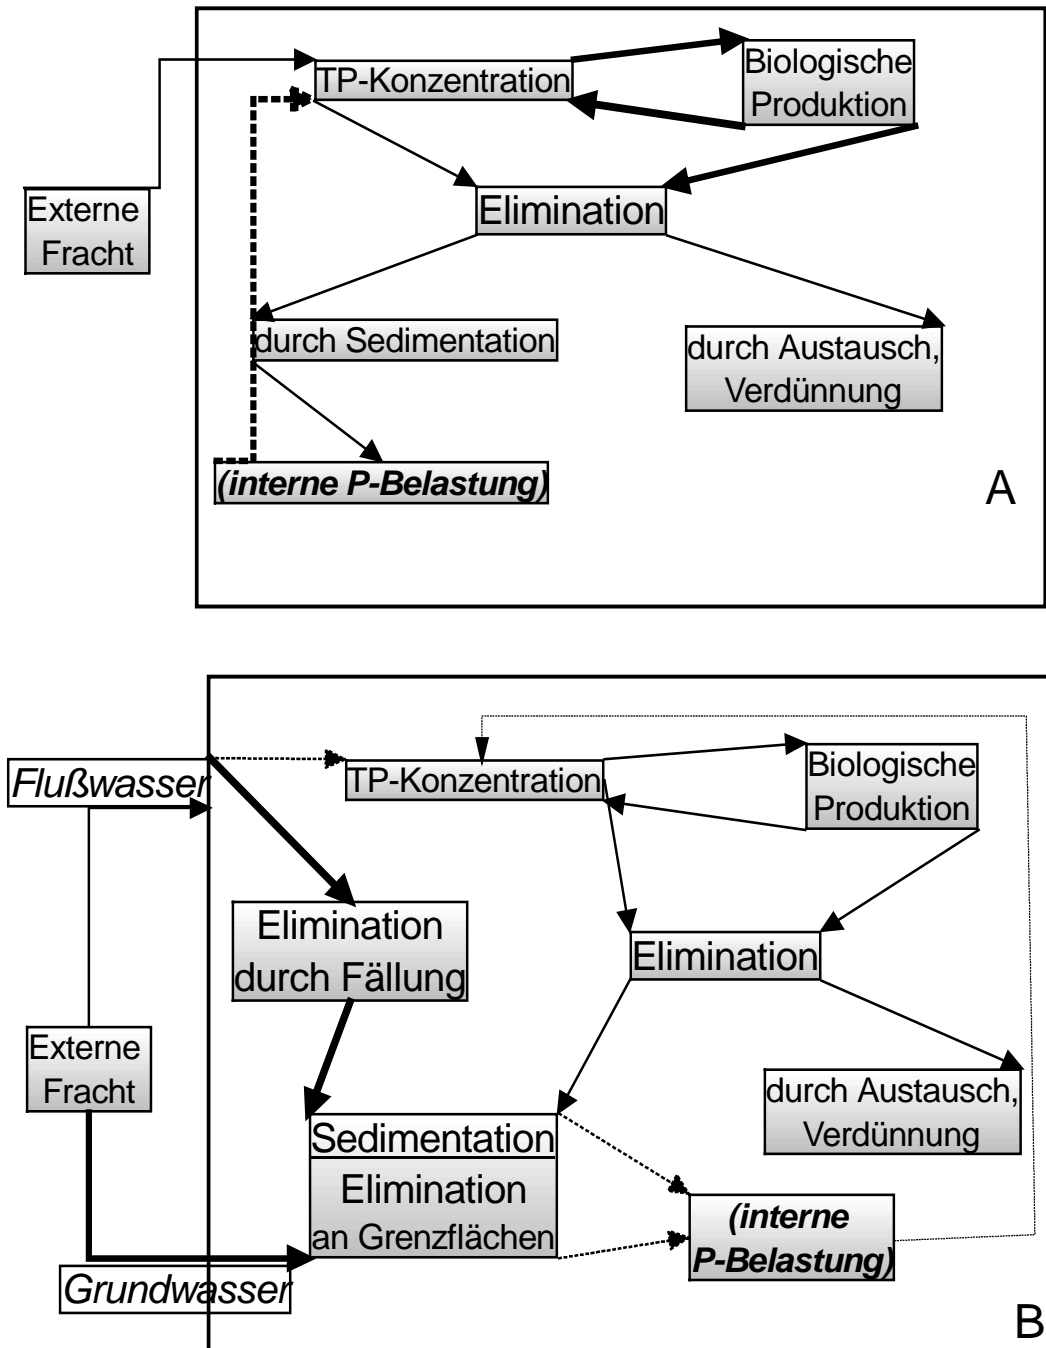 TP-Konzentration
Biologische
Produktion
Externe
Fracht
Elimination
durch Sedimentation
durch Austausch,
Verdünnung
(interne P-Belastung)
A
Flußwasser
TP-Konzentration
Biologische
Produktion
Elimination
durch Fällung
Elimination
Externe
Fracht
durch Austausch,
Verdünnung
Sedimentation
Elimination
an Grenzflächen
(interne
P-Belastung)
Grundwasser
B